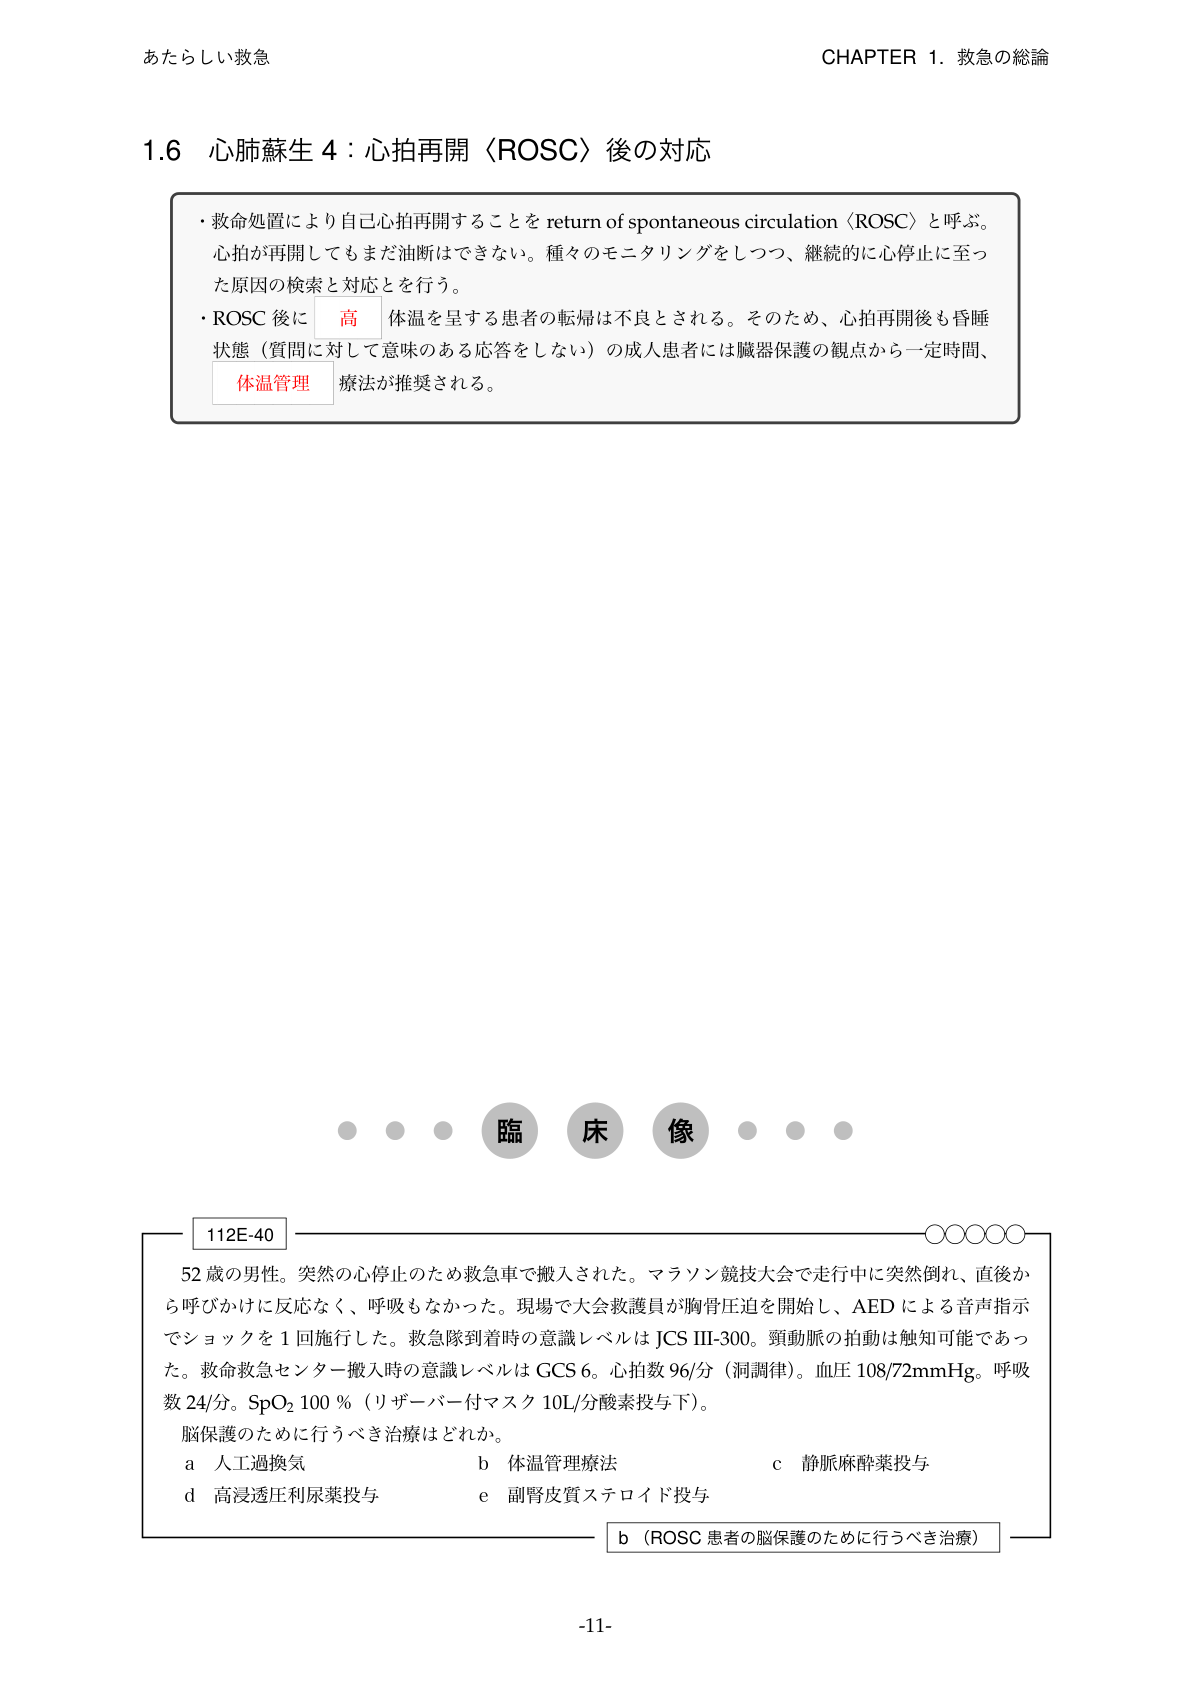 あたらしい救急
CHAPTER 1. 救急の総論
1.6 心肺蘇生 4：心拍再開〈ROSC〉後の対応
・救命処置により自己心拍再開することを return of spontaneous circulation〈ROSC〉と呼ぶ。
心拍が再開してもまだ油断はできない。種々のモニタリングをしつつ、継続的に心停止に至っ
た原因の検索と対応とを行う。
・ROSC 後に 高 体温を呈する患者の転帰は不良とされる。そのため、心拍再開後も昏睡
状態（質問に対して意味のある応答をしない）の成人患者には臓器保護の観点から一定時間、
体温管理 療法が推奨される。
臨床像
112E-40
52 歳の男性。突然の心停止のため救急車で搬入された。マラソン競技大会で走行中に突然倒れ、直後か
ら呼びかけに反応なく、呼吸もなかった。現場で大会救護員が胸骨圧迫を開始し、AED による音声指示
でショックを 1 回施行した。救急隊到着時の意識レベルは JCS III-300。頸動脈の拍動は触知可能であっ
た。救命救急センター搬入時の意識レベルは GCS 6。心拍数 96/分（洞調律）。血圧 108/72mmHg。呼吸
数 24/分。SpO₂ 100 %（リザーバー付マスク 10L/分酸素投与下）。
脳保護のために行うべき治療はどれか。
a 人工過換気 b 体温管理療法 c 静脈麻酔薬投与
d 高浸透圧利尿薬投与 e 副腎皮質ステロイド投与
b （ROSC 患者の脳保護のために行うべき治療）
-11-